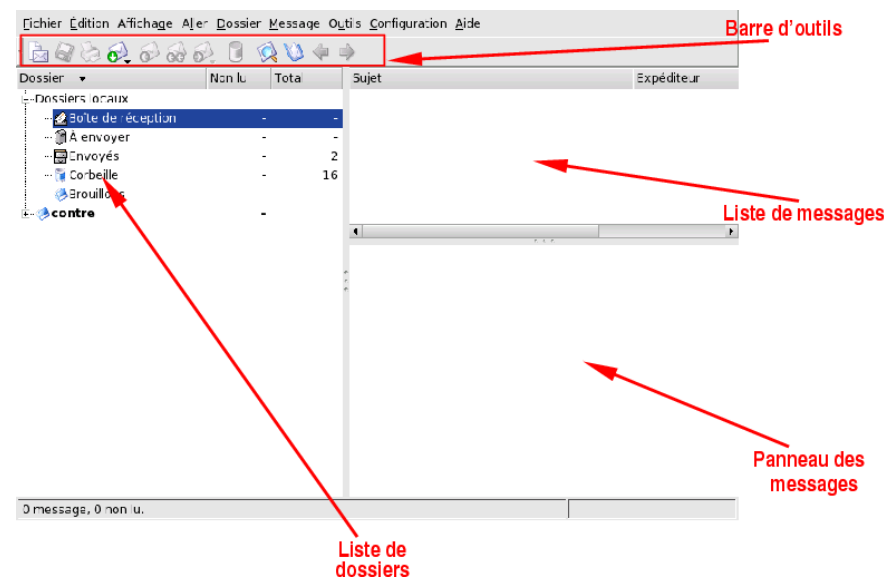 Fichier Édition Affichage Aller Dossier Message Outils Configuration Aide
Barre d'outils
Dossier Non lu Total Sujet Expéditeur
Dossiers locaux
Boîte de réception - -
À envoyer - -
Envoyés - 2
Corbeille - 16
Brouillons
contre -
Liste de messages
Panneau des
messages
0 message, 0 non lu.
Liste de
dossiers